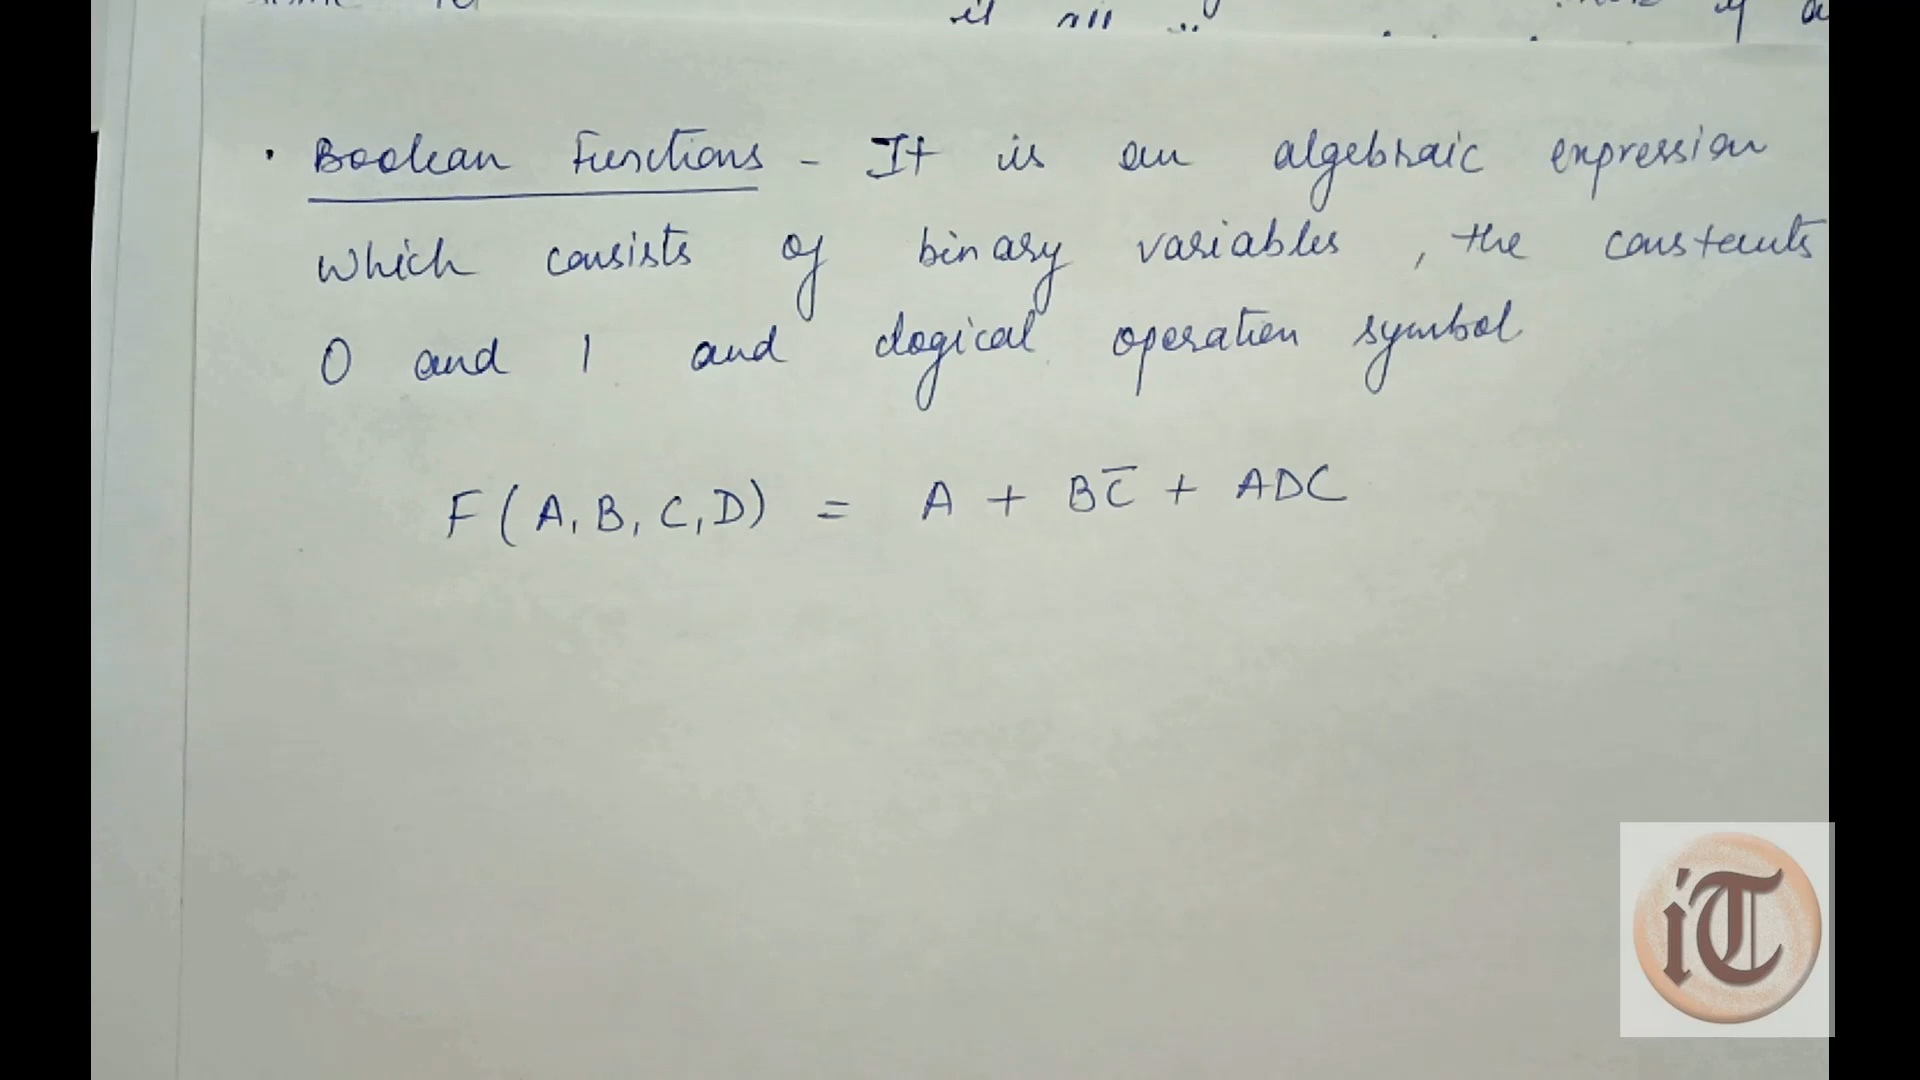 · Boolean Functions - It is an algebraic expression
which consists of binary variables, the constants
0 and 1 and logical operation symbol
F(A,B,C,D) = A + BC̅ + ADC
iT